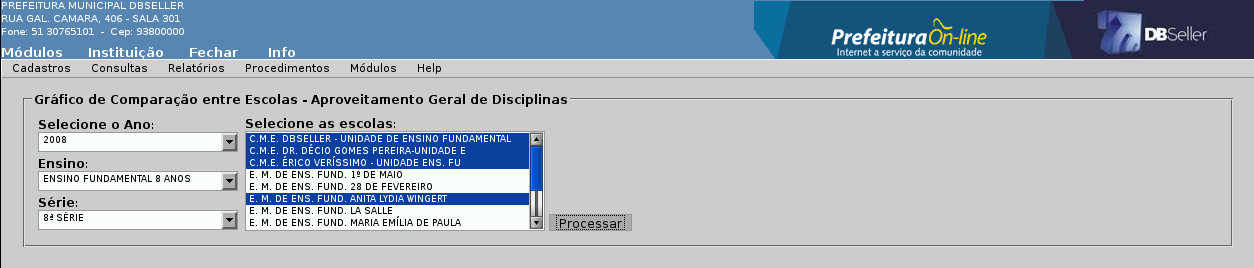 PREFEITURA MUNICIPAL DBSELLER
RUA GAL. CAMARA, 406 - SALA 301
Fone: 51 30765101 - Cep: 93800000
Prefeitura On-line
Internet a serviço da comunidade
DBSeller
Módulos Instituição Fechar Info
Cadastros Consultas Relatórios Procedimentos Módulos Help
Gráfico de Comparação entre Escolas - Aproveitamento Geral de Disciplinas
Selecione o Ano:
2008
Ensino:
ENSINO FUNDAMENTAL 8 ANOS
Série:
8ª SÉRIE
Selecione as escolas:
C.M.E. DBSELLER - UNIDADE DE ENSINO FUNDAMENTAL
C.M.E. DR. DÉCIO GOMES PEREIRA-UNIDADE E
C.M.E. ÉRICO VERÍSSIMO - UNIDADE ENS. FU
E. M. DE ENS. FUND. 1º DE MAIO
E. M. DE ENS. FUND. 28 DE FEVEREIRO
E. M. DE ENS. FUND. ANITA LYDIA WINGERT
E. M. DE ENS. FUND. LA SALLE
E. M. DE ENS. FUND. MARIA EMÍLIA DE PAULA
Processar